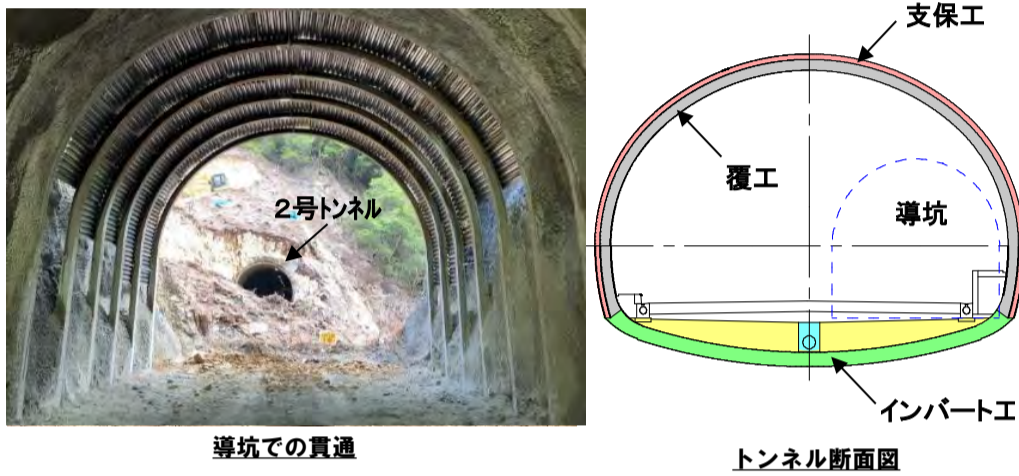 2号トンネル
導坑での貫通
支保工
覆工
導坑
インバート工
トンネル断面図